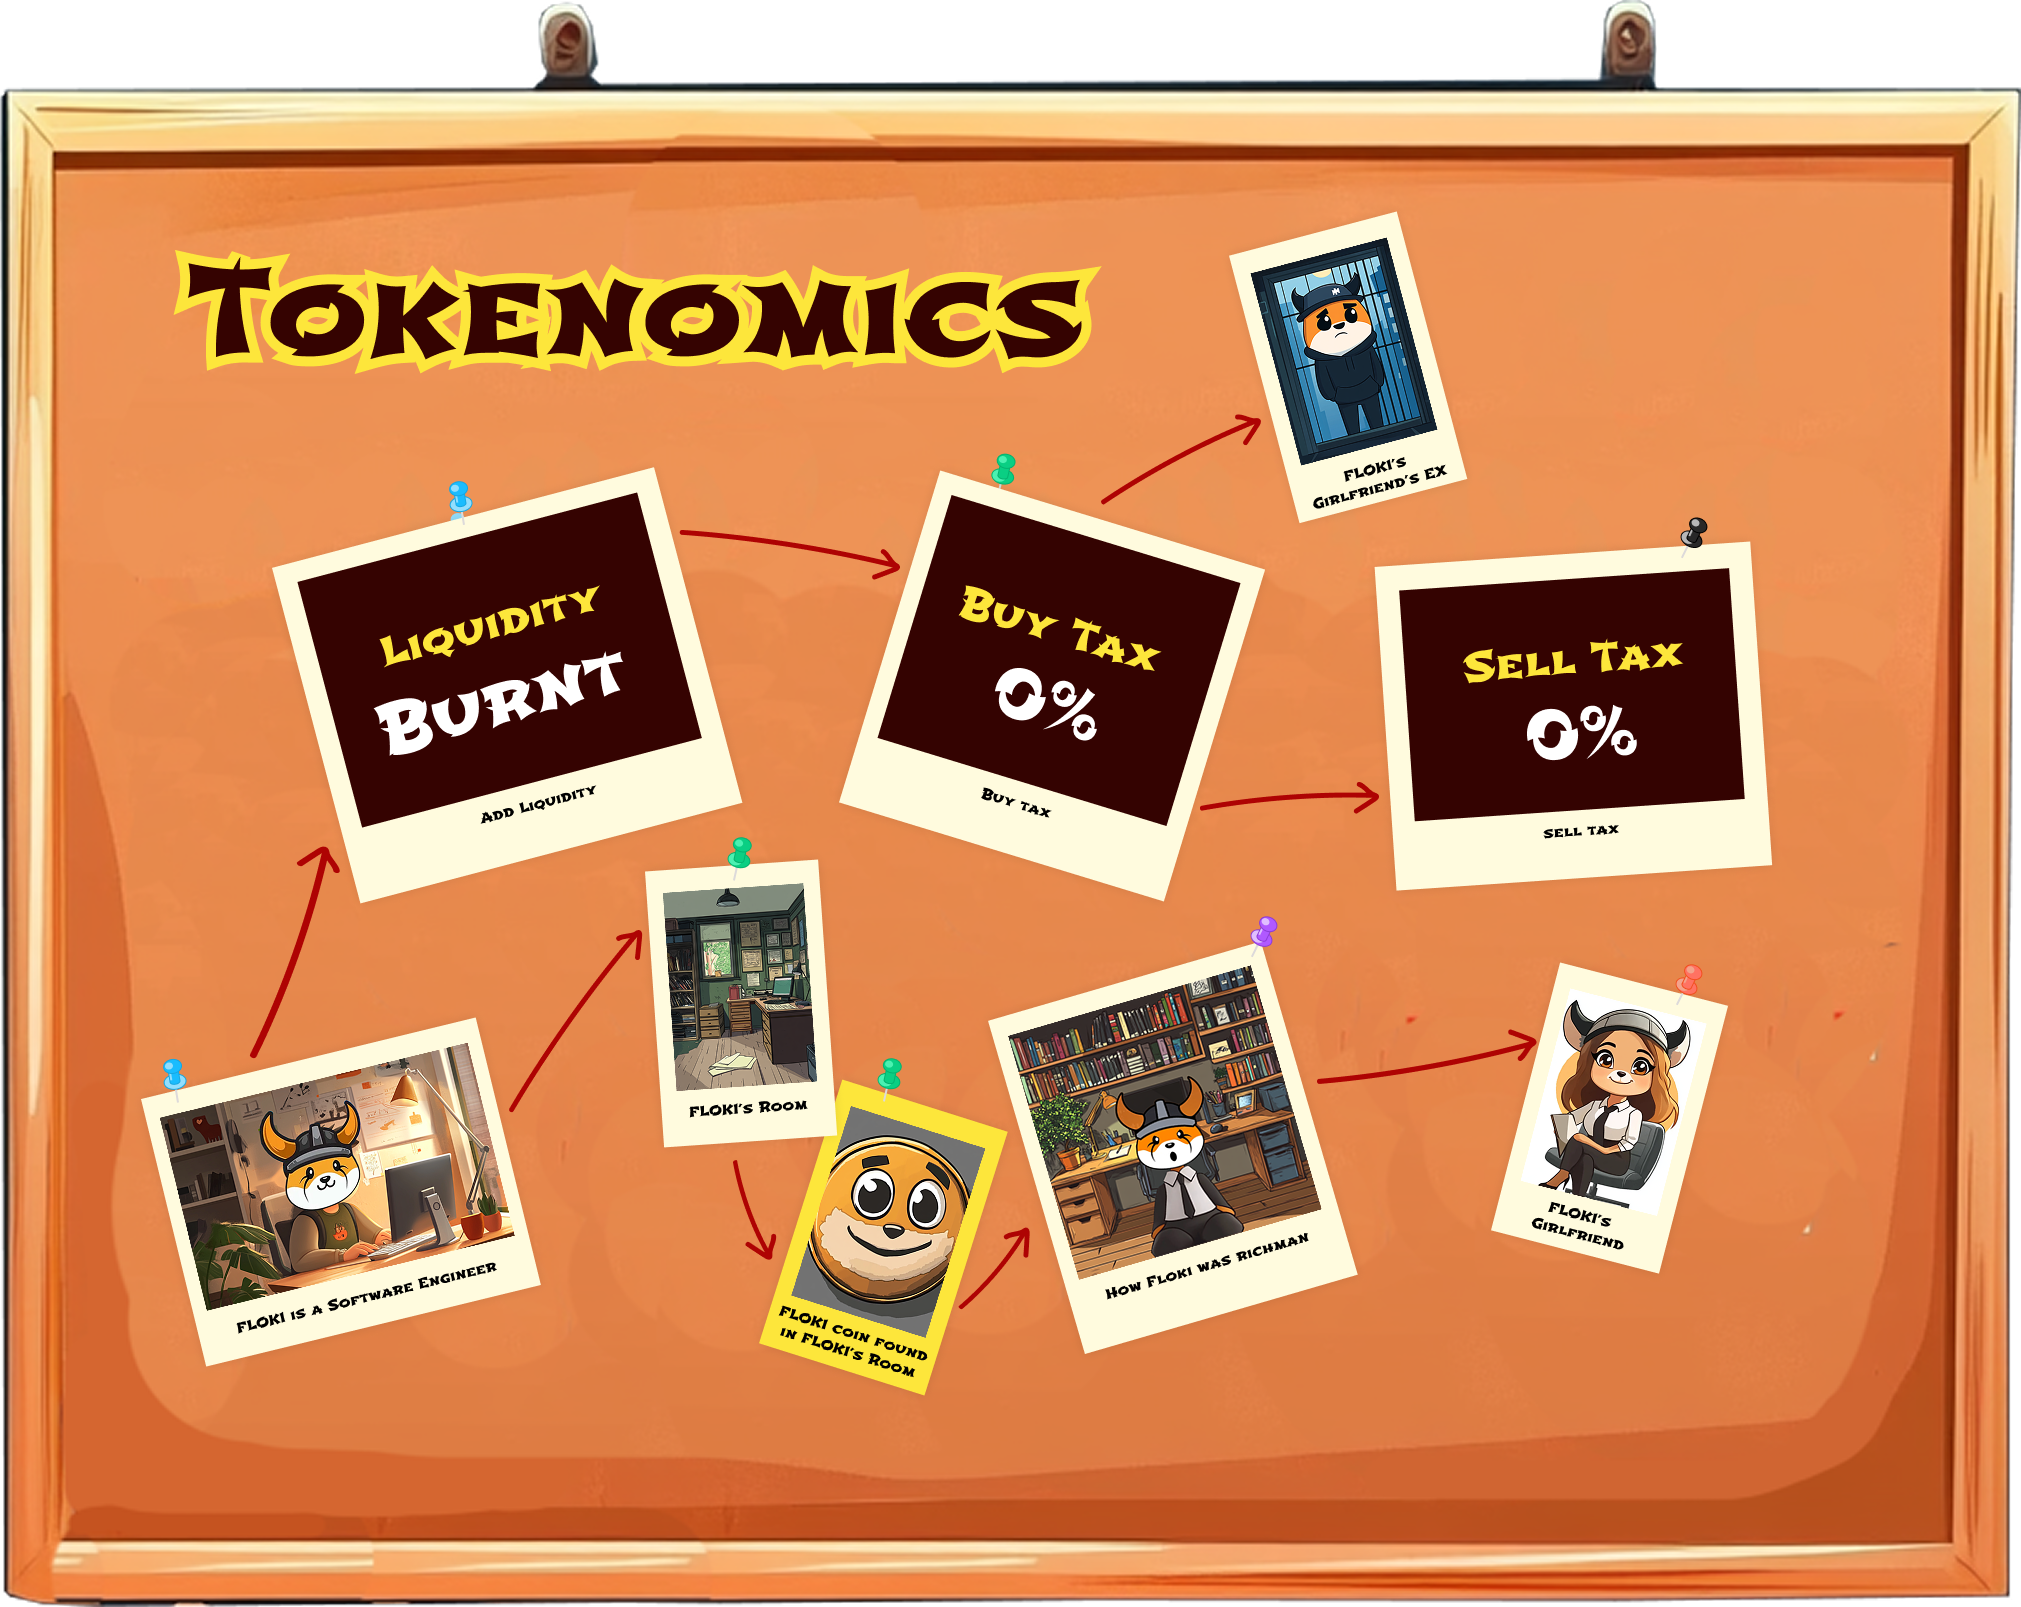 Tokenomics
Floki's
Girlfriend's Ex
Liquidity
Burnt
Add Liquidity
Buy Tax
0%
Buy tax
Sell Tax
0%
sell tax
Floki's Room
Floki is a Software Engineer
Floki coin found
in Floki's Room
How Floki was richman
Floki's
Girlfriend